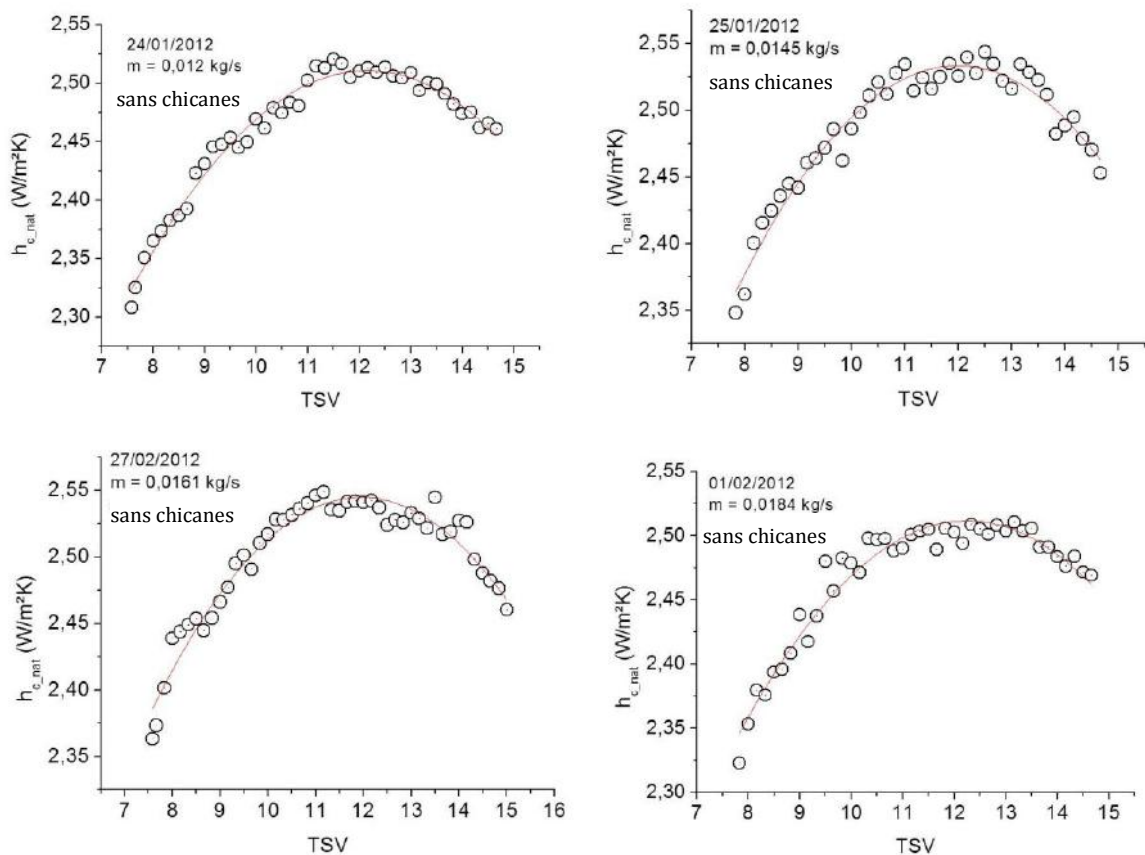 2,55
2,50
2,45
2,40
2,35
2,30
h_c_nat (W/m²K)
24/01/2012
m = 0,012 kg/s
sans chicanes
7 8 9 10 11 12 13 14 15
TSV
2,55
2,50
2,45
2,40
2,35
h_c_nat (W/m²K)
25/01/2012
m = 0,0145 kg/s
sans chicanes
7 8 9 10 11 12 13 14 15
TSV
27/02/2012
m = 0,0161 kg/s
sans chicanes
2,55
2,50
2,45
2,40
2,35
h_c_nat (W/m²K)
7 8 9 10 11 12 13 14 15 16
TSV
2,55
2,50
2,45
2,40
2,35
2,30
h_c_nat (W/m²K)
01/02/2012
m = 0,0184 kg/s
sans chicanes
7 8 9 10 11 12 13 14 15
TSV